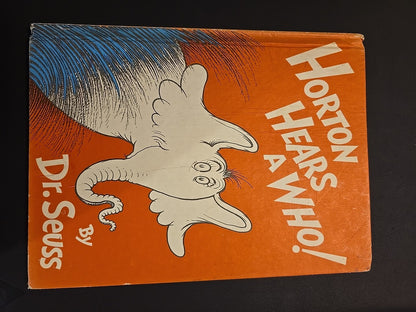 HORTON
HEARS
A WHO!
By
Dr. Seuss